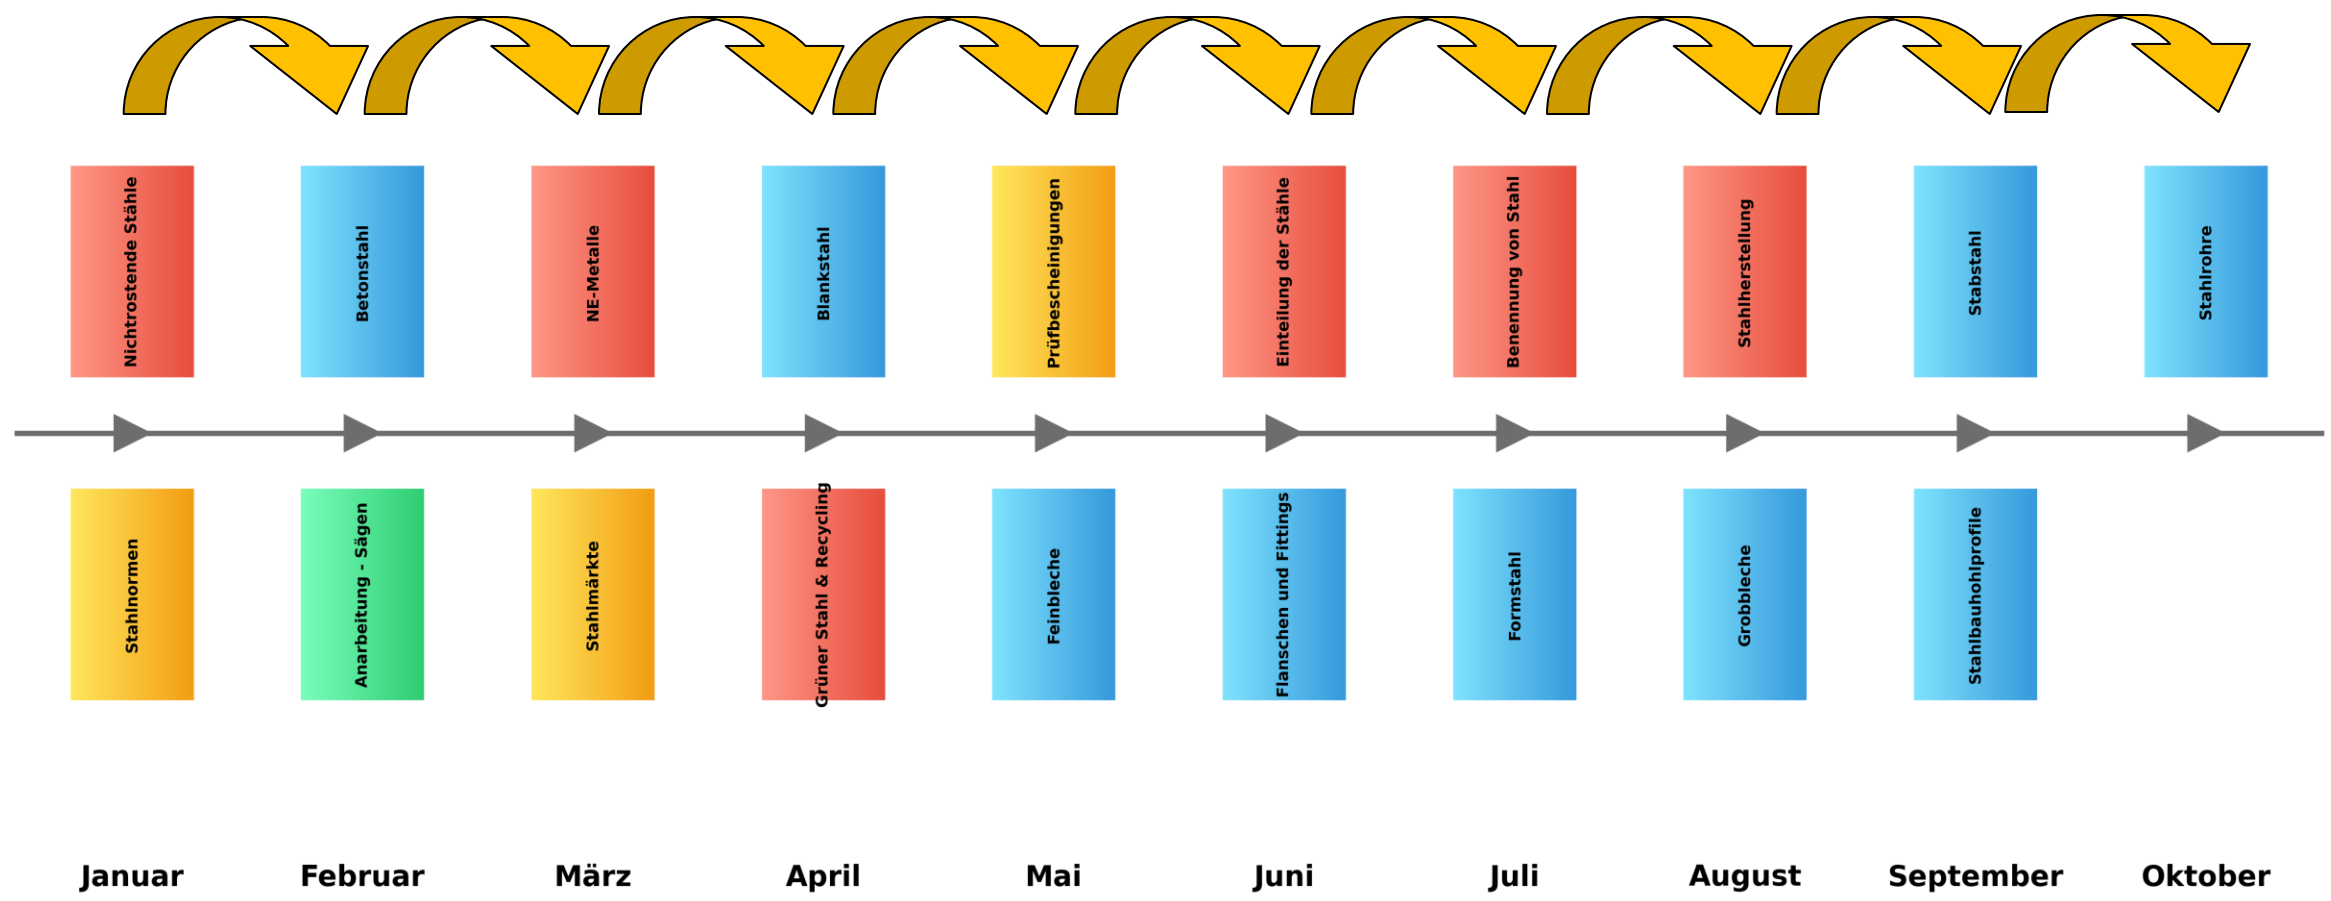 Nichtrostende Stähle
Betonstahl
NE-Metalle
Blankstahl
Prüfbescheinigungen
Einteilung der Stähle
Benennung von Stahl
Stahlherstellung
Stabstahl
Stahlrohre
Stahlnormen
Anarbeitung - Sägen
Stahlmärkte
Grüner Stahl & Recycling
Feinbleche
Flanschen und Fittings
Formstahl
Grobbleche
Stahlbauhohlprofile
Januar
Februar
März
April
Mai
Juni
Juli
August
September
Oktober